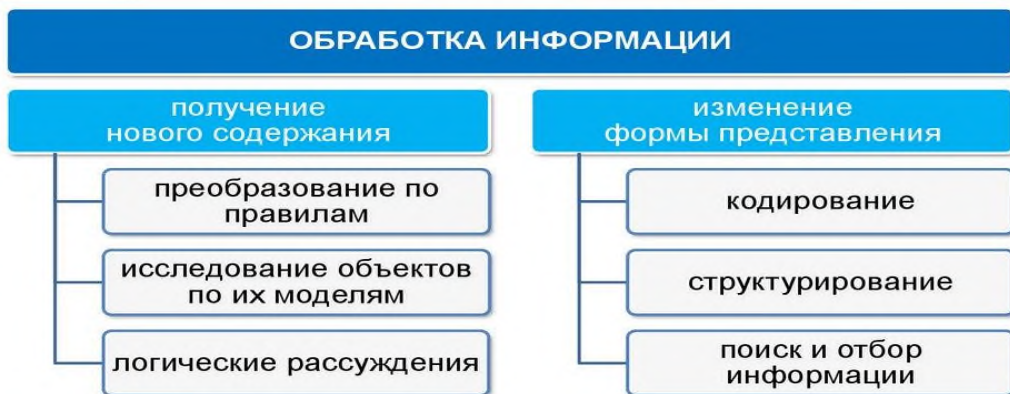 ОБРАБОТКА ИНФОРМАЦИИ
получение
нового содержания
преобразование по
правилам
исследование объектов
по их моделям
логические рассуждения
изменение
формы представления
кодирование
структурирование
поиск и отбор
информации